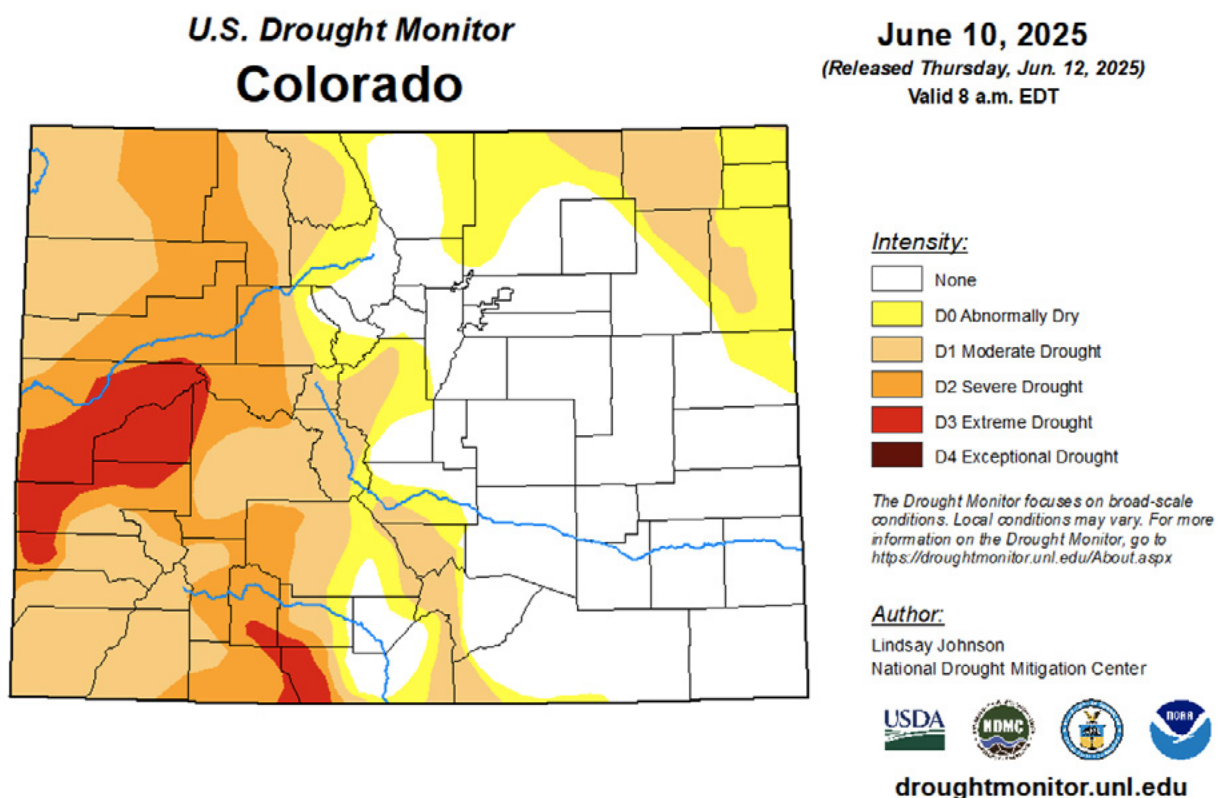 U.S. Drought Monitor
Colorado
June 10, 2025
(Released Thursday, Jun. 12, 2025)
Valid 8 a.m. EDT
Intensity:
None
D0 Abnormally Dry
D1 Moderate Drought
D2 Severe Drought
D3 Extreme Drought
D4 Exceptional Drought
The Drought Monitor focuses on broad-scale
conditions. Local conditions may vary. For more
information on the Drought Monitor, go to
https://droughtmonitor.unl.edu/About.aspx
Author:
Lindsay Johnson
National Drought Mitigation Center
USDA
NDMC
NOAA
droughtmonitor.unl.edu